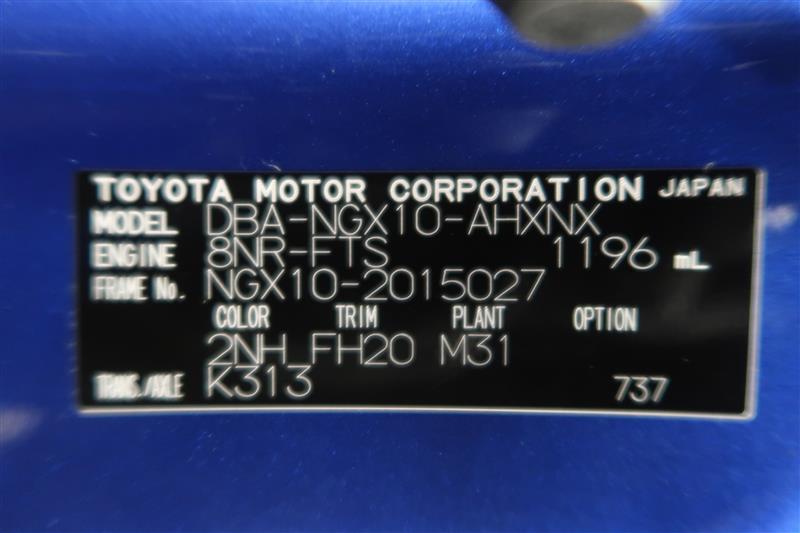 TOYOTA MOTOR CORPORATION JAPAN
MODEL DBA-NGX10-AHXNX
ENGINE 8NR-FTS 1196 mL
FRAME No. NGX10-2015027
COLOR TRIM PLANT OPTION
2NH FH20 M31
TRANS./AXLE K313 737